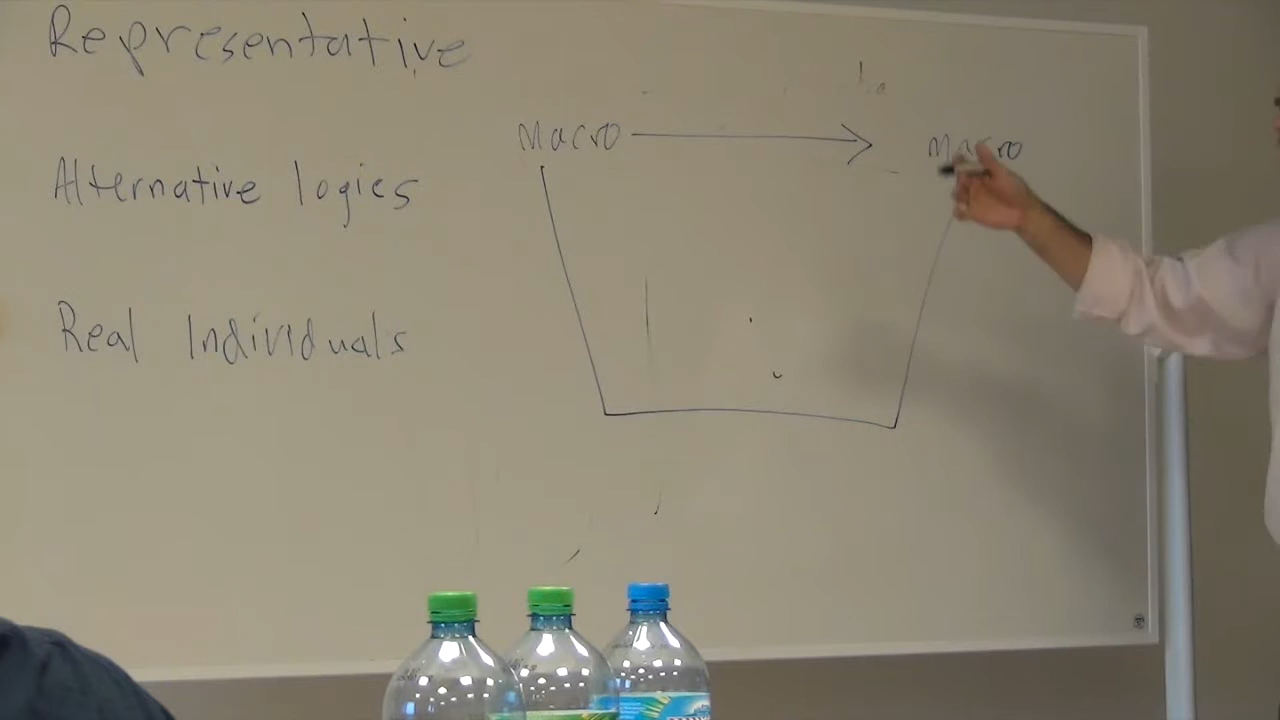 Representative
Macro
Macro
Alternative logics
Real Individuals